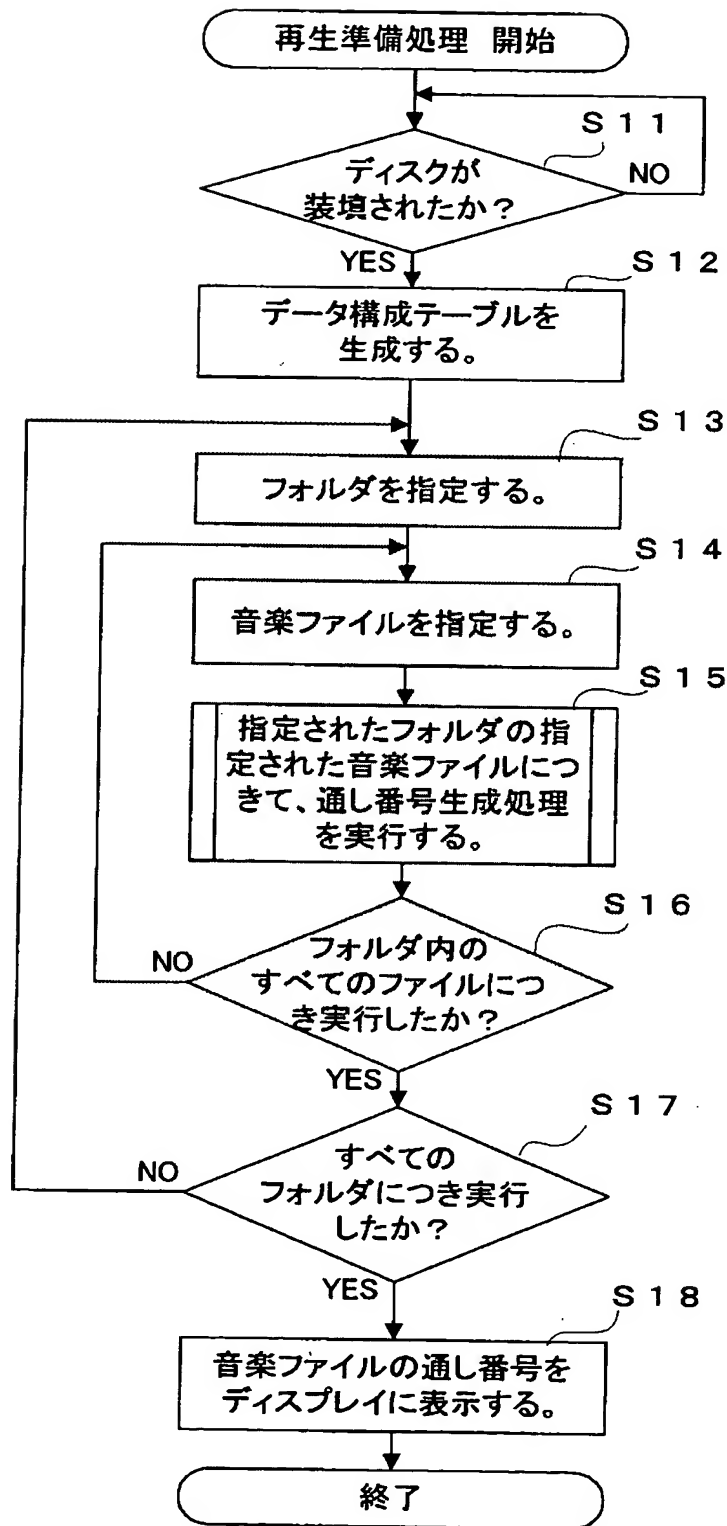 再生準備処理 開始
S11
ディスクが
装填されたか？
NO
YES
S12
データ構成テーブルを
生成する。
S13
フォルダを指定する。
S14
音楽ファイルを指定する。
S15
指定されたフォルダの指
定された音楽ファイルにつ
きて、通し番号生成処理
を実行する。
S16
フォルダ内の
すべてのファイルにつ
き実行したか？
NO
YES
S17
すべての
フォルダにつき実行
したか？
NO
YES
S18
音楽ファイルの通し番号を
ディスプレイに表示する。
終了